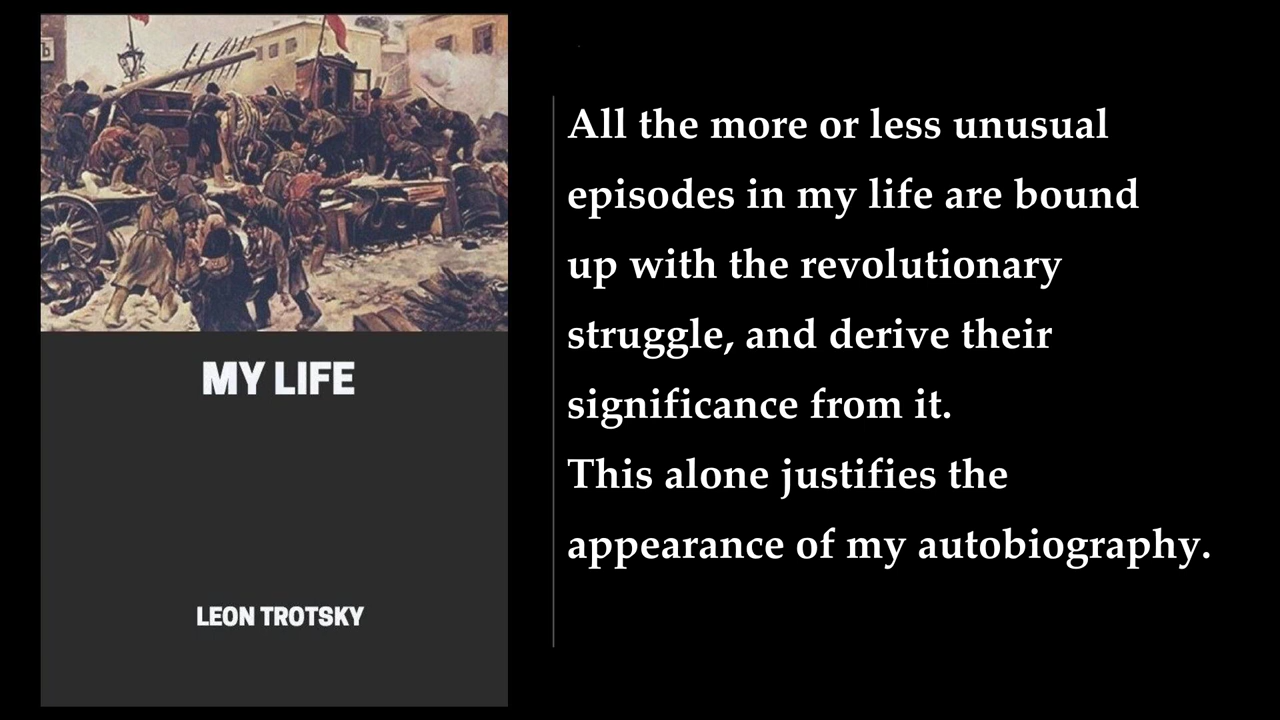 MY LIFE
LEON TROTSKY
All the more or less unusual
episodes in my life are bound
up with the revolutionary
struggle, and derive their
significance from it.
This alone justifies the
appearance of my autobiography.